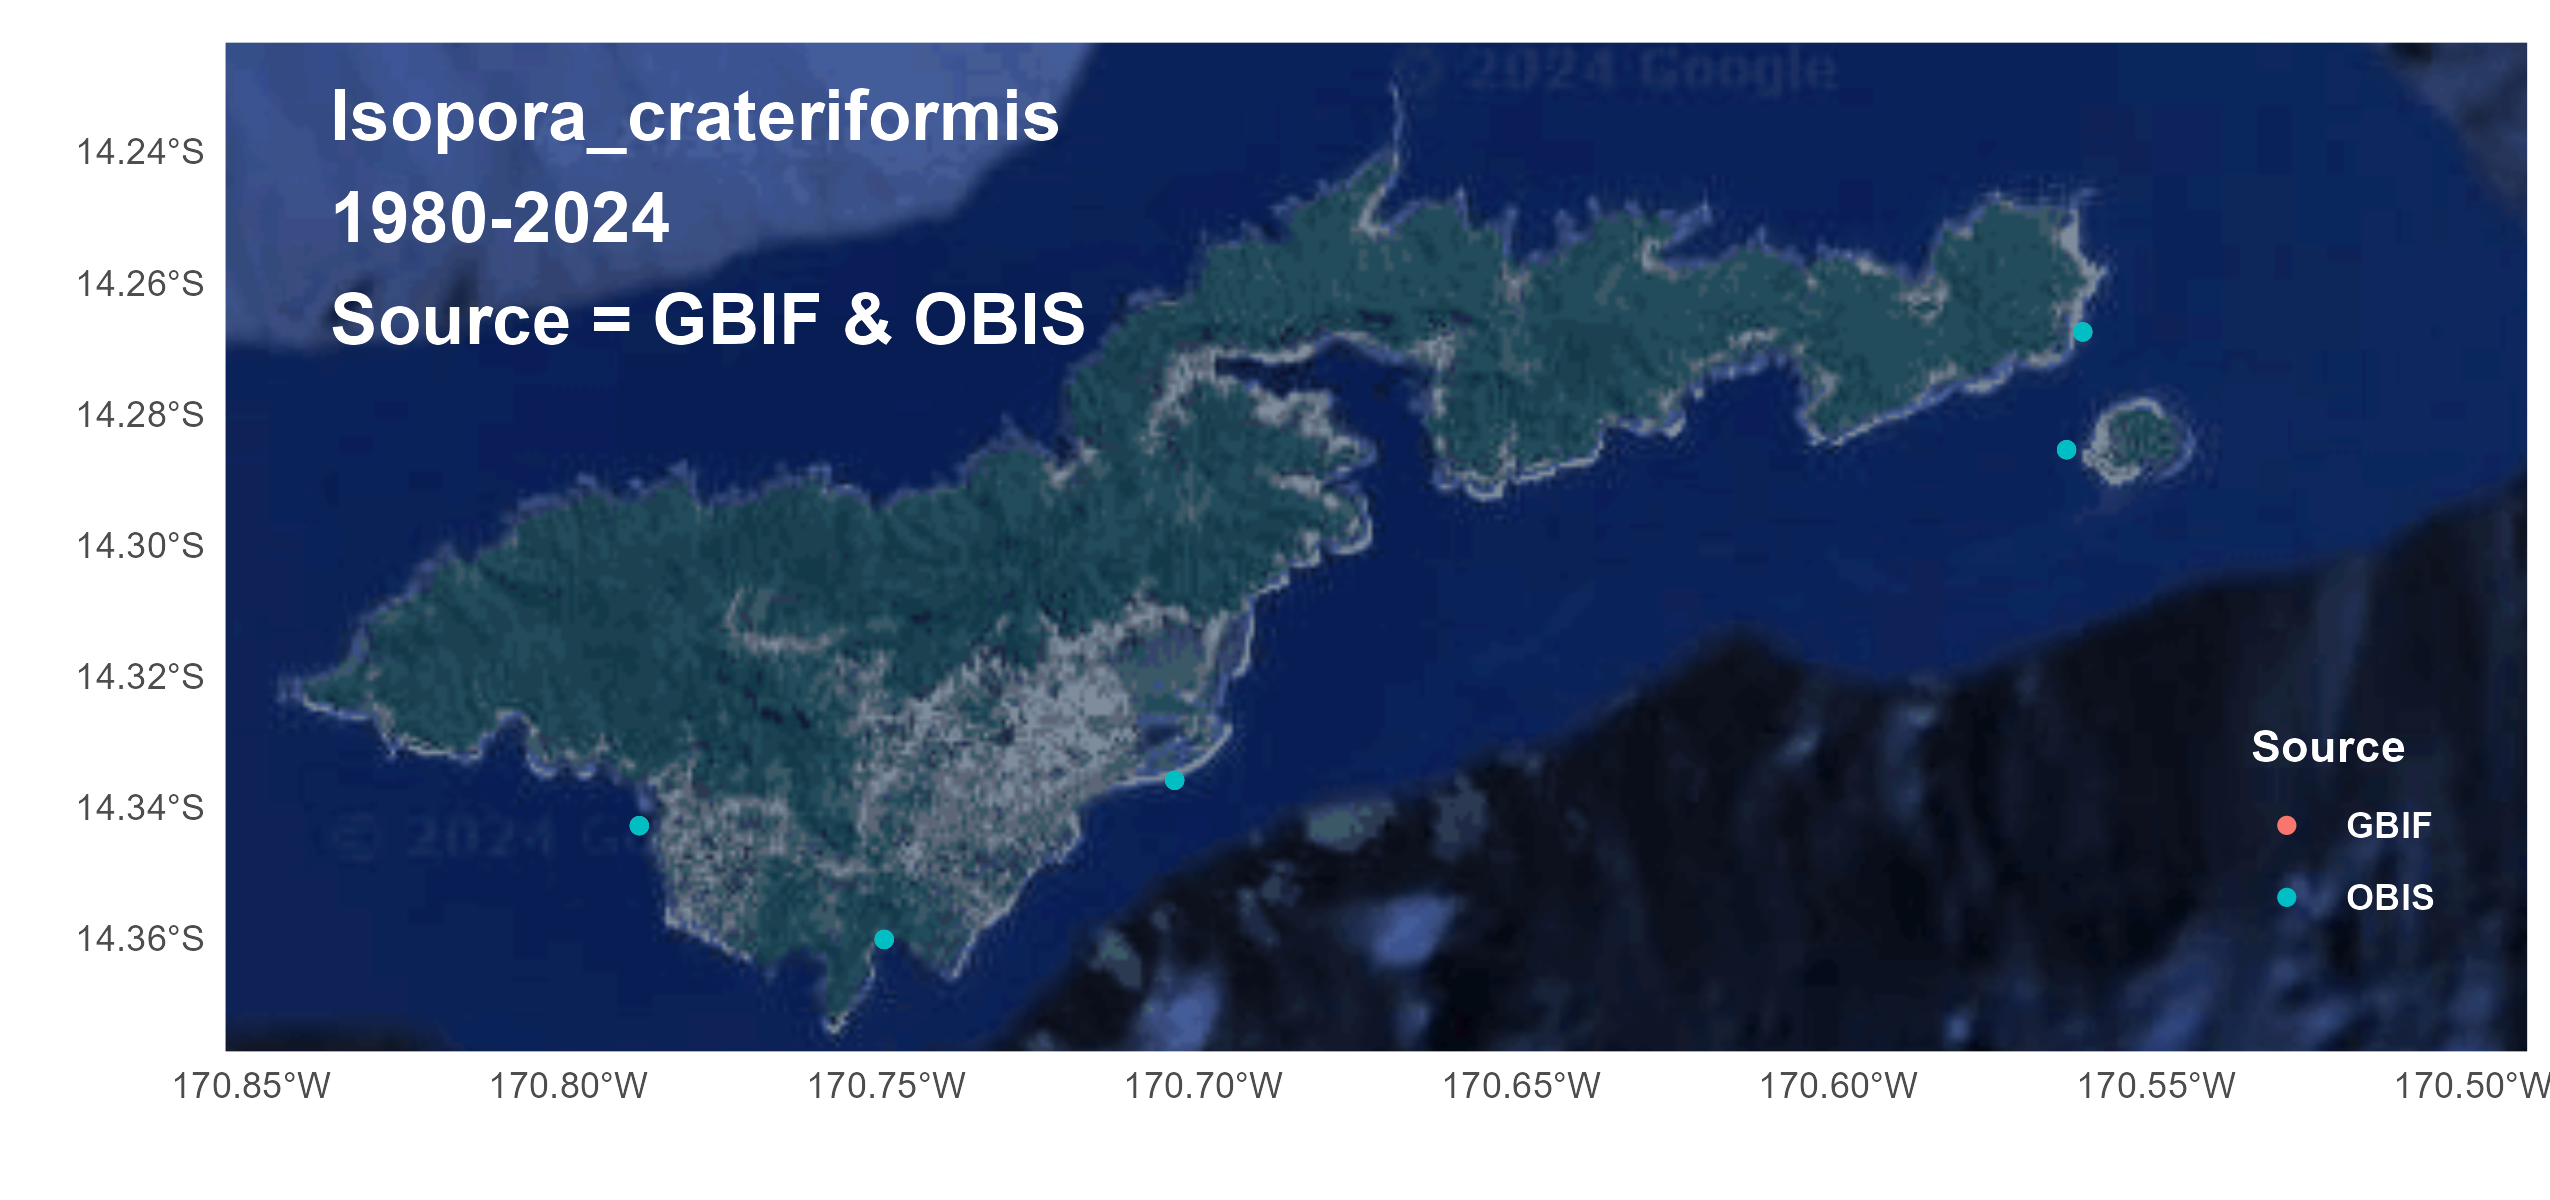 © 2024 Google
Isopora_crateriformis
1980-2024
Source = GBIF & OBIS
14.24°S
14.26°S
14.28°S
14.30°S
14.32°S
14.34°S
14.36°S
© 2024 Go
Source
GBIF
OBIS
170.85°W
170.80°W
170.75°W
170.70°W
170.65°W
170.60°W
170.55°W
170.50°W